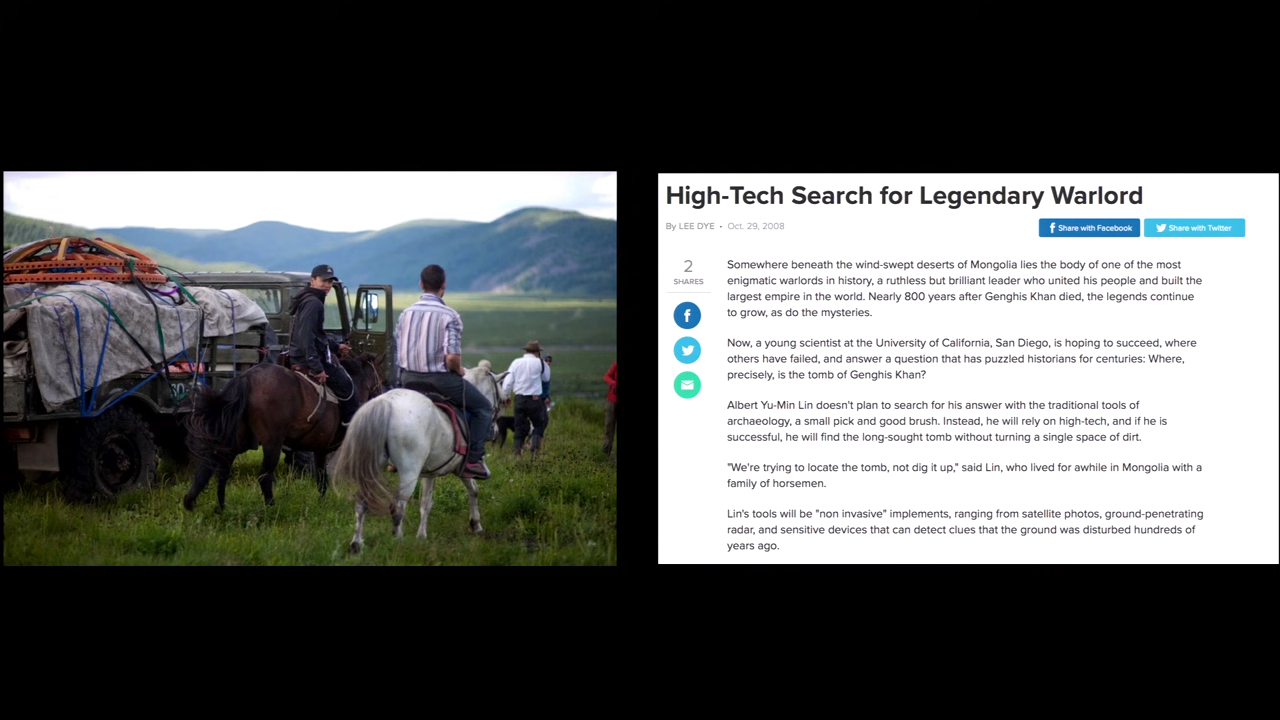 30-3
High-Tech Search for Legendary Warlord
By LEE DYE • Oct. 29, 2008
Share with Facebook
Share with Twitter
2
SHARES
Somewhere beneath the wind-swept deserts of Mongolia lies the body of one of the most
enigmatic warlords in history, a ruthless but brilliant leader who united his people and built the
largest empire in the world. Nearly 800 years after Genghis Khan died, the legends continue
to grow, as do the mysteries.
Now, a young scientist at the University of California, San Diego, is hoping to succeed, where
others have failed, and answer a question that has puzzled historians for centuries: Where,
precisely, is the tomb of Genghis Khan?
Albert Yu-Min Lin doesn't plan to search for his answer with the traditional tools of
archaeology, a small pick and good brush. Instead, he will rely on high-tech, and if he is
successful, he will find the long-sought tomb without turning a single space of dirt.
"We're trying to locate the tomb, not dig it up," said Lin, who lived for awhile in Mongolia with a
family of horsemen.
Lin's tools will be "non invasive" implements, ranging from satellite photos, ground-penetrating
radar, and sensitive devices that can detect clues that the ground was disturbed hundreds of
years ago.